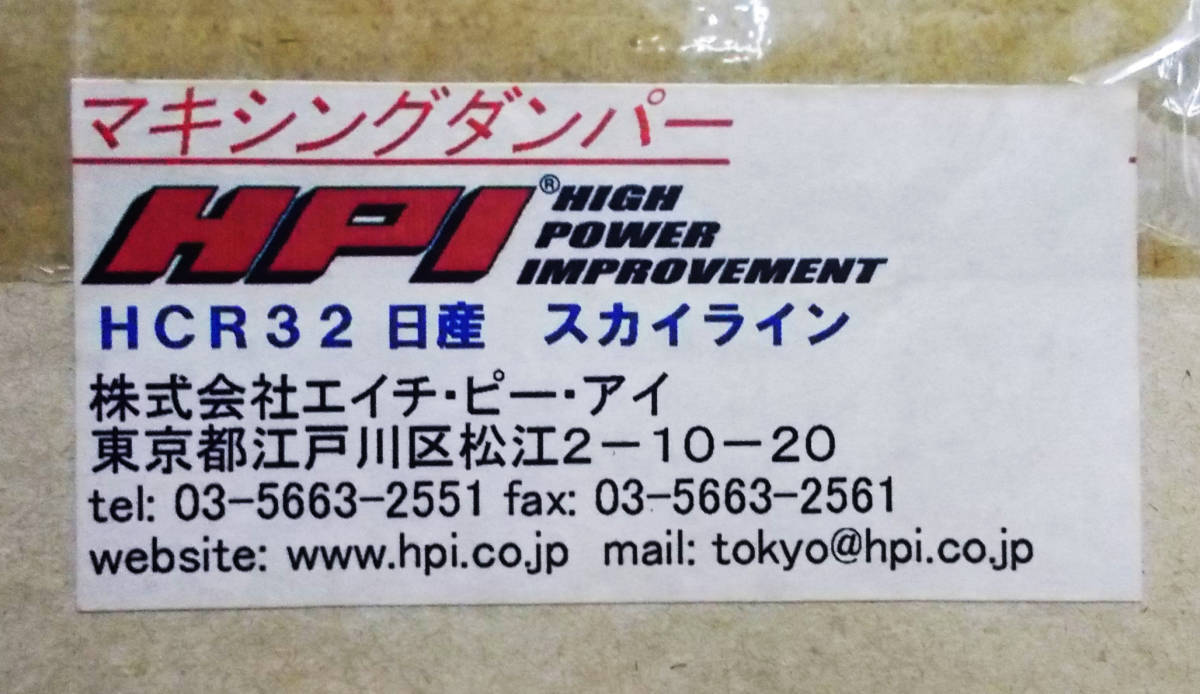 マキシングダンパー
HPI® HIGH
POWER
IMPROVEMENT
HCR32 日産　スカイライン
株式会社エイチ・ピー・アイ
東京都江戸川区松江2-10-20
tel: 03-5663-2551 fax: 03-5663-2561
website: www.hpi.co.jp mail: tokyo@hpi.co.jp